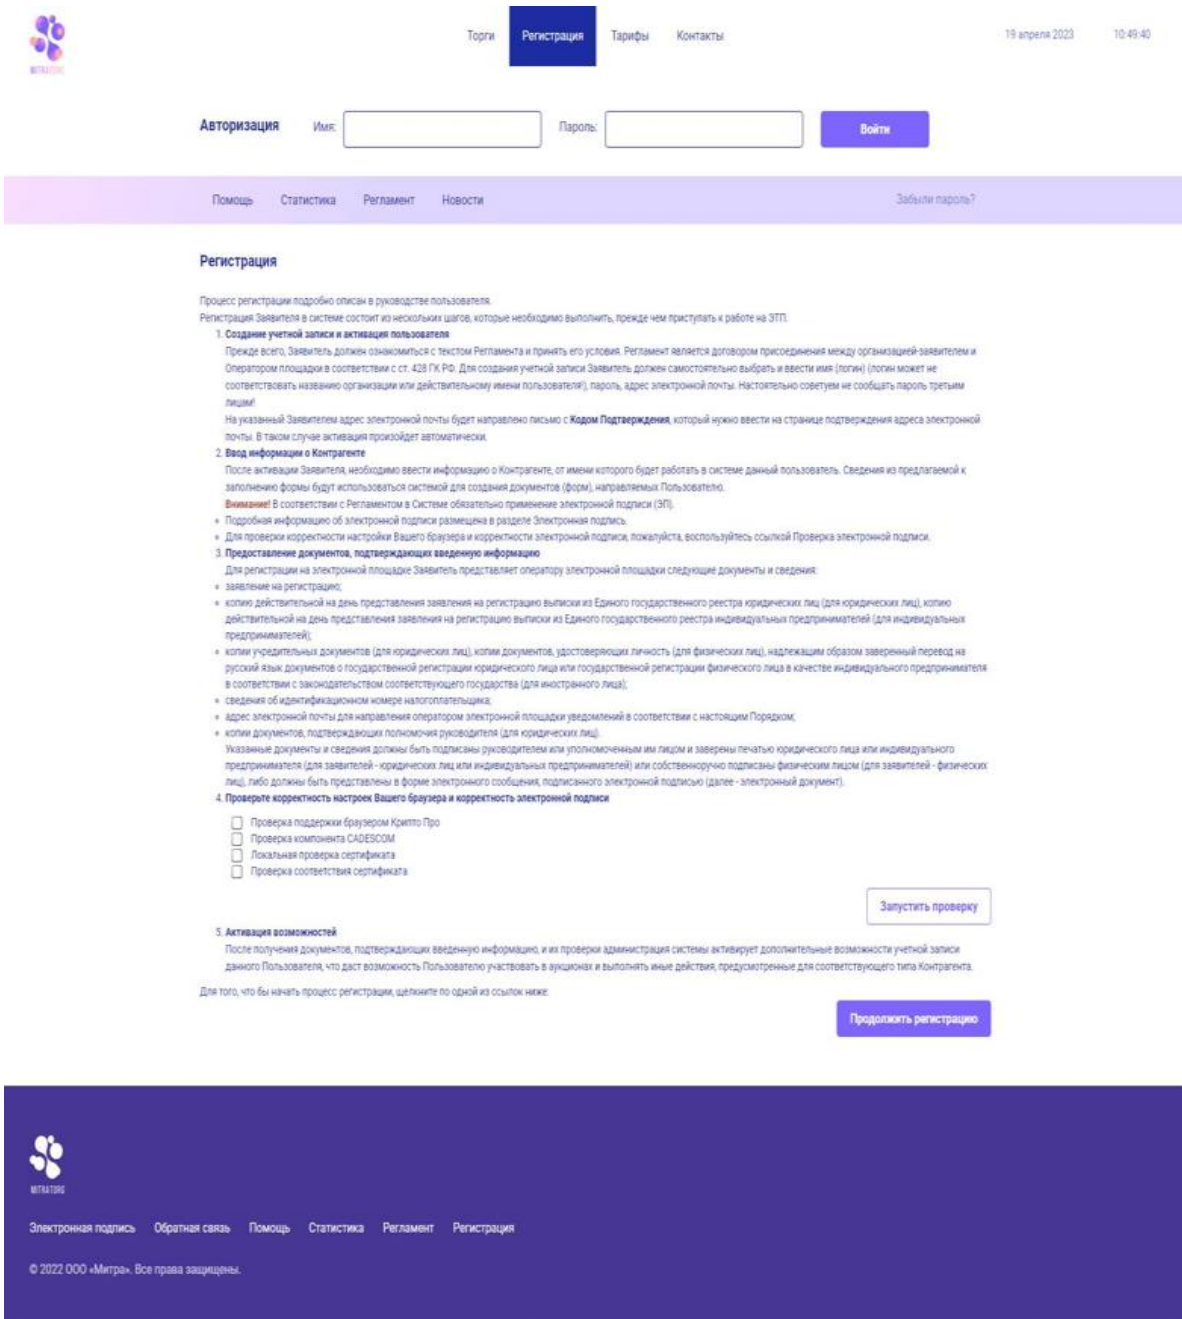 Торги Регистрация Тарифы Контакты 19 апреля 2023 10:49:40
MITRATORG
Авторизация Имя: Пароль: Войти
Помощь Статистика Регламент Новости Забыли пароль?
Регистрация
Процесс регистрации подробно описан в руководстве пользователя.
Регистрация Заявителя в системе состоит из нескольких шагов, которые необходимо выполнить, прежде чем приступать к работе на ЭТП.
1. Создание учетной записи и активация пользователя
Прежде всего, Заявитель должен ознакомиться с текстом Регламента и принять его условия. Регламент является договором присоединения между организацией-заявителем и
Оператором площадки в соответствии с ст. 428 ГК РФ. Для создания учетной записи Заявитель должен самостоятельно выбрать и ввести имя (логин) (логин может не
соответствовать названию организации или действительному имени пользователя!), пароль, адрес электронной почты. Настоятельно советуем не сообщать пароль третьим
лицам!
На указанный Заявителем адрес электронной почты будет направлено письмо с Кодом Подтверждения, который нужно ввести на странице подтверждения адреса электронной
почты. В таком случае активация произойдет автоматически.
2. Ввод информации о Контрагенте
После активации Заявителя, необходимо ввести информацию о Контрагенте, от имени которого будет работать в системе данный пользователь. Сведения из предлагаемой к
заполнению формы будут использоваться системой для создания документов (форм), направляемых Пользователю.
Внимание! В соответствии с Регламентом в Системе обязательно применение электронной подписи (ЭП).
Подробная информацию об электронной подписи размещена в разделе Электронная подпись.
Для проверки корректности настройки Вашего браузера и корректности электронной подписи, пожалуйста, воспользуйтесь ссылкой Проверка электронной подписи.
3. Предоставление документов, подтверждающих введенную информацию
Для регистрации на электронной площадке Заявитель представляет оператору электронной площадки следующие документы и сведения:
заявление на регистрацию;
копию действительной на день представления заявления на регистрацию выписки из Единого государственного реестра юридических лиц (для юридических лиц), копию
действительной на день представления заявления на регистрацию выписки из Единого государственного реестра индивидуальных предпринимателей (для индивидуальных
предпринимателей);
копии учредительных документов (для юридических лиц), копии документов, удостоверяющих личность (для физических лиц), надлежащим образом заверенный перевод на
русский язык документов о государственной регистрации юридического лица или государственной регистрации физического лица в качестве индивидуального предпринимателя
в соответствии с законодательством соответствующего государства (для иностранного лица);
сведения об идентификационном номере налогоплательщика;
адрес электронной почты для направления оператором электронной площадки уведомлений в соответствии с настоящим Порядком;
копии документов, подтверждающих полномочия руководителя (для юридических лиц).
Указанные документы и сведения должны быть подписаны руководителем или уполномоченным им лицом и заверены печатью юридического лица или индивидуального
предпринимателя (для заявителей - юридических лиц или индивидуальных предпринимателей) или собственноручно подписаны физическим лицом (для заявителей - физических
лиц), либо должны быть представлены в форме электронного сообщения, подписанного электронной подписью (далее - электронный документ).
4. Проверьте корректность настроек Вашего браузера и корректность электронной подписи
Проверка поддержки браузером Крипто Про
Проверка компонента CADESCOM
Локальная проверка сертификата
Проверка соответствия сертификата
Запустить проверку
5. Активация возможностей
После получения документов, подтверждающих введенную информацию, и их проверки администрация системы активирует дополнительные возможности учетной записи
данного Пользователя, что даст возможность Пользователю участвовать в аукционах и выполнять иные действия, предусмотренные для соответствующего типа Контрагента.
Для того, что бы начать процесс регистрации, щелкните по одной из ссылок ниже:
Продолжить регистрацию
MITRATORG
Электронная подпись Обратная связь Помощь Статистика Регламент Регистрация
© 2022 ООО «Митра». Все права защищены.